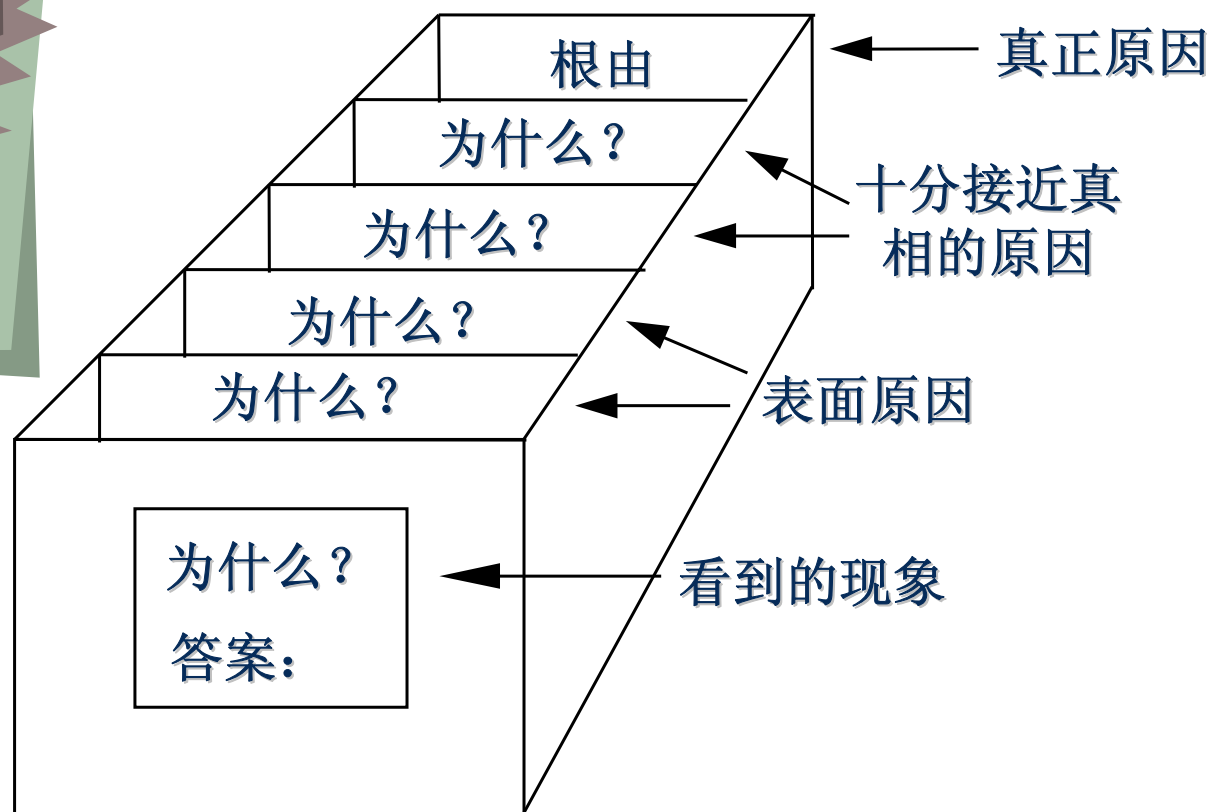 根由
真正原因
为什么？
十分接近真
相的原因
为什么？
为什么？
为什么？
表面原因
为什么？
答案：
看到的现象